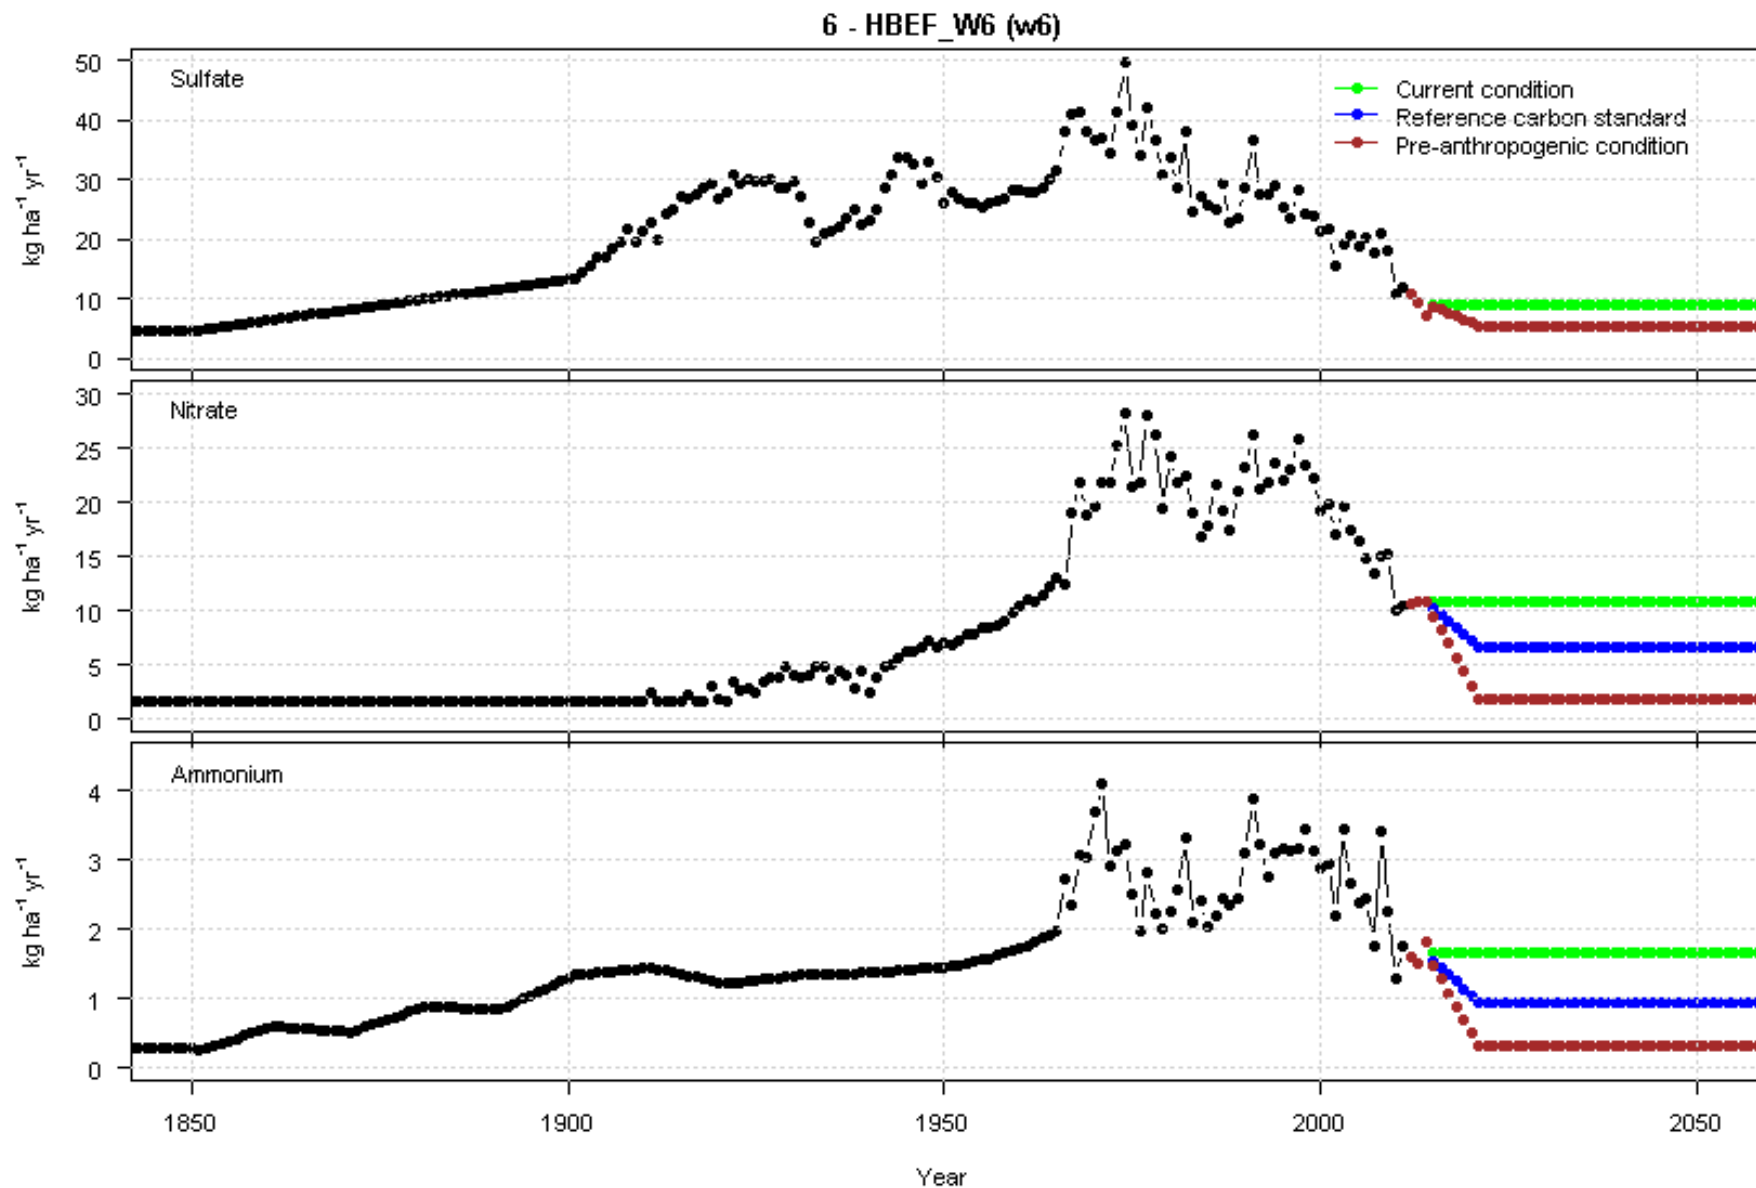 6 - HBEF_W6 (w6)
Sulfate
Current condition
Reference carbon standard
Pre-anthropogenic condition
50
40
30
20
10
0
kg ha⁻¹ yr⁻¹
Nitrate
30
25
20
15
10
5
0
kg ha⁻¹ yr⁻¹
Ammonium
4
3
2
1
0
kg ha⁻¹ yr⁻¹
1850 1900 1950 2000 2050
Year